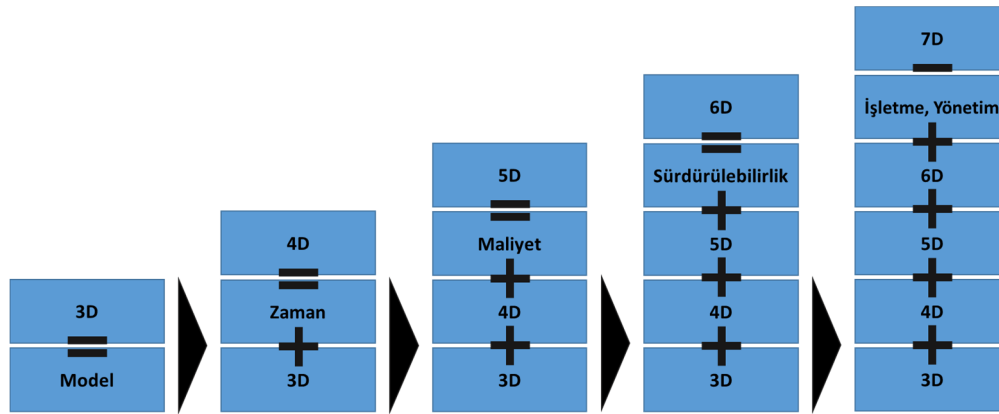 3D
Model
4D
Zaman
3D
5D
Maliyet
4D
3D
6D
Sürdürülebilirlik
5D
4D
3D
7D
İşletme, Yönetim
6D
5D
4D
3D